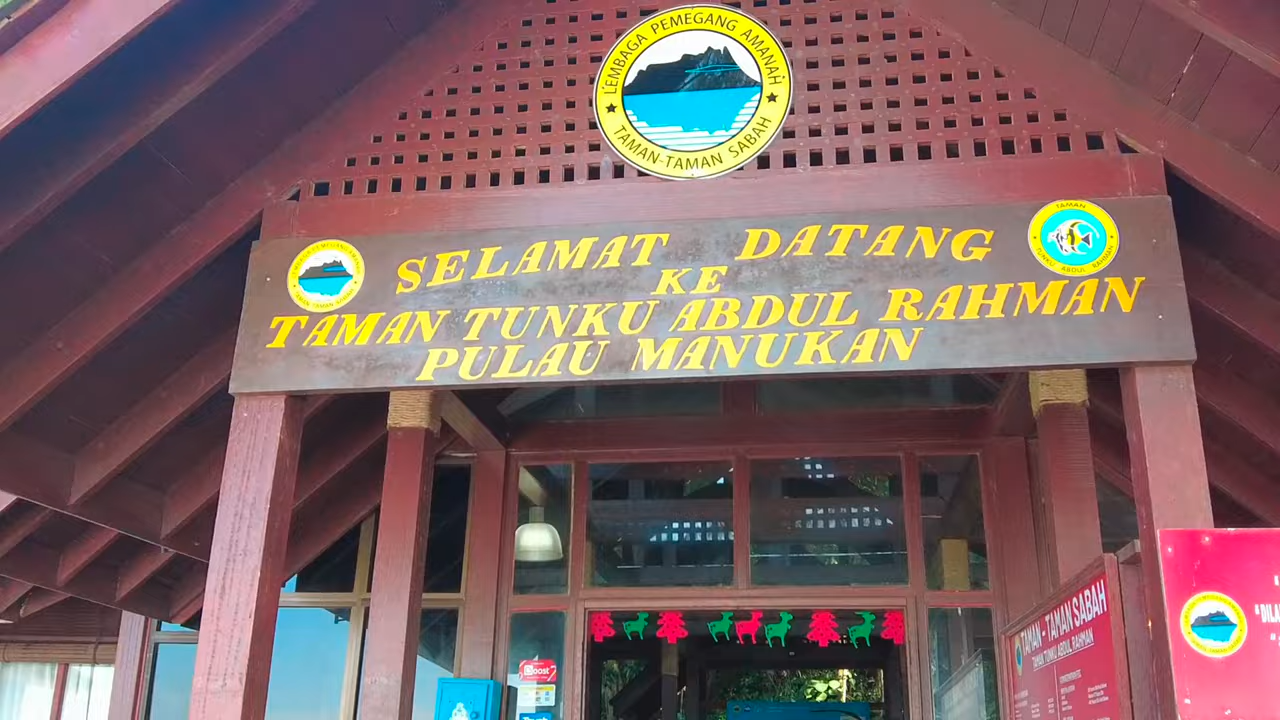 LEMBAGA PEMEGANG AMANAH
TAMAN-TAMAN SABAH
SELAMAT DATANG
KE
TAMAN TUNKU ABDUL RAHMAN
PULAU MANUKAN
TAMAN
TUNKU ABDUL RAHMAN
TAMAN - TAMAN SABAH
TAMAN TUNKU ABDUL RAHMAN
Boost